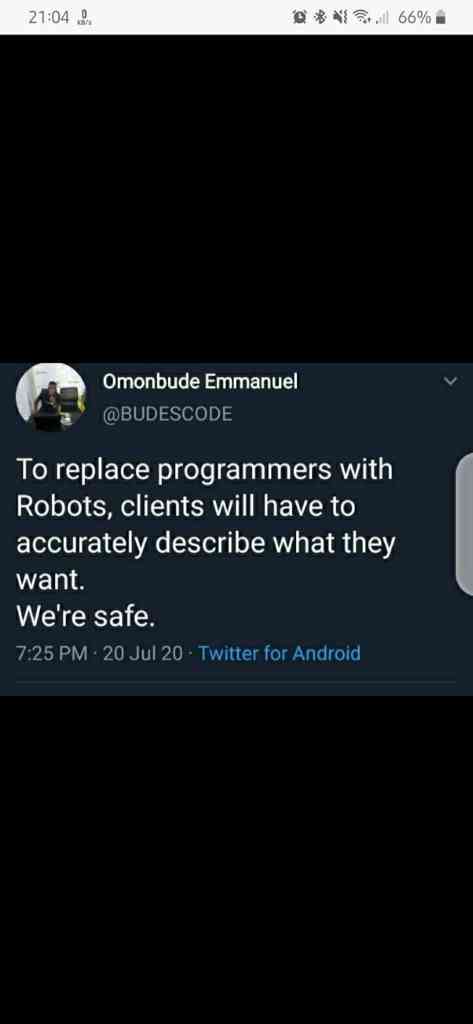 21:04 0 KB/s 66%
Omonbude Emmanuel
@BUDESCODE
To replace programmers with
Robots, clients will have to
accurately describe what they
want.
We're safe.
7:25 PM · 20 Jul 20 · Twitter for Android